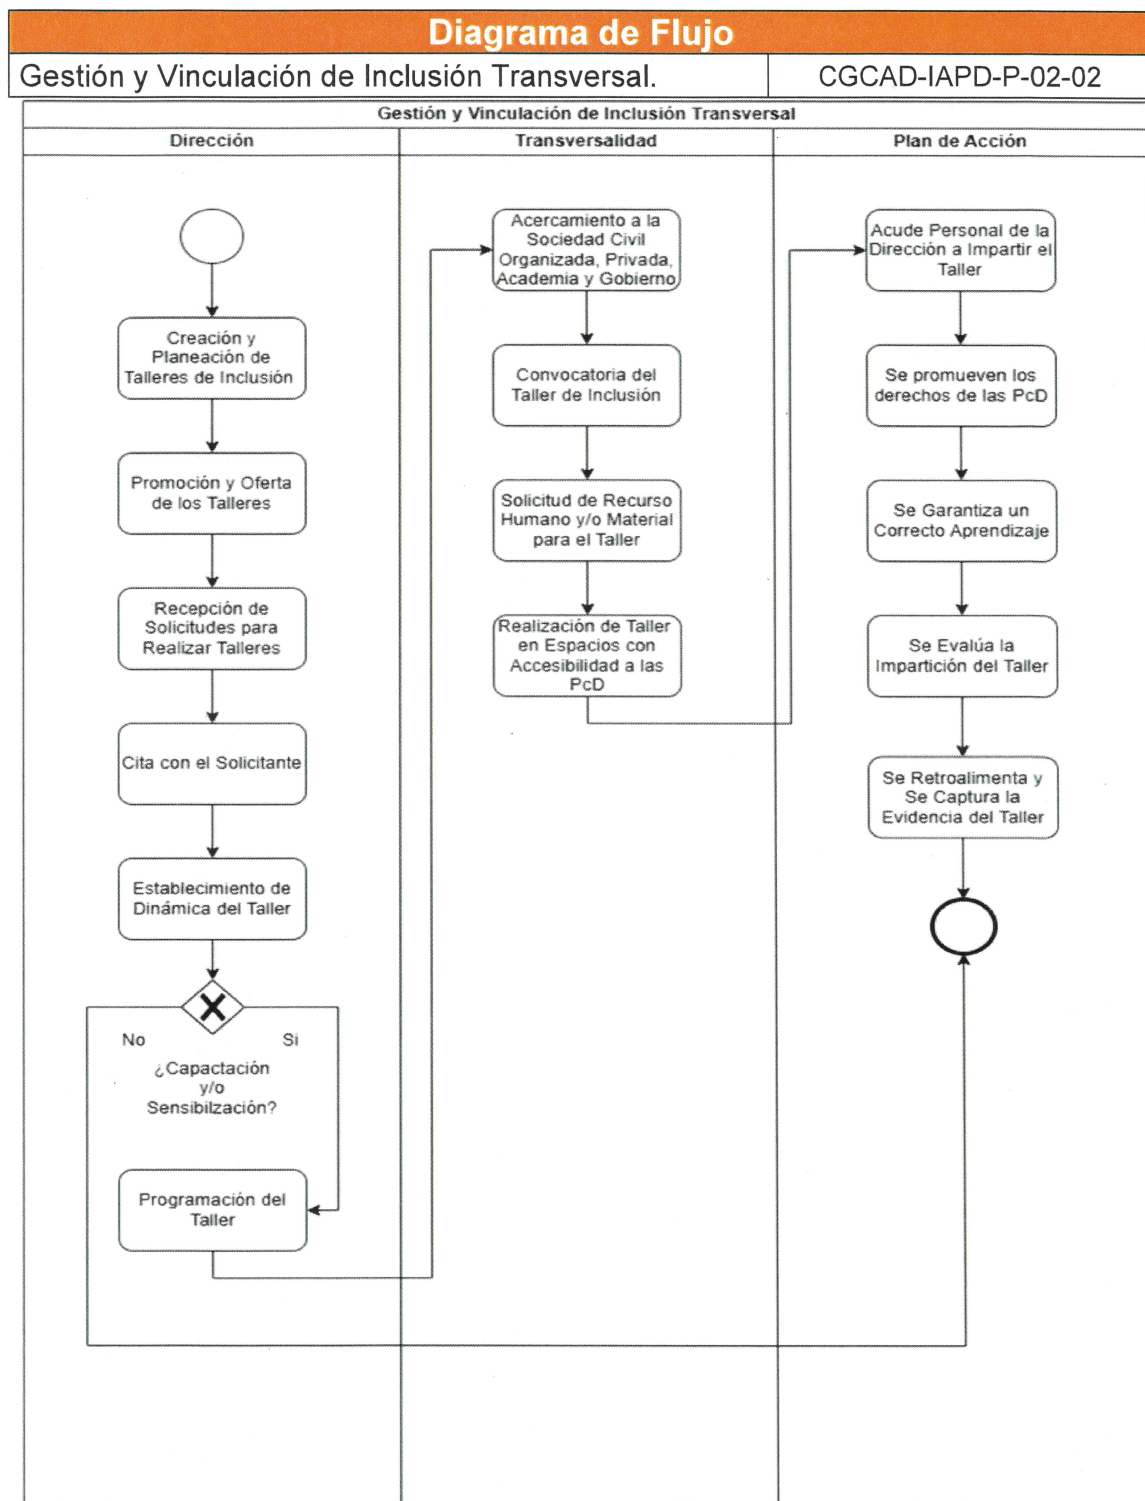 Diagrama de Flujo
Gestión y Vinculación de Inclusión Transversal.
CGCAD-IAPD-P-02-02
Gestión y Vinculación de Inclusión Transversal
Dirección
Transversalidad
Plan de Acción
Creación y
Planeación de
Talleres de Inclusión
Promoción y Oferta
de los Talleres
Recepción de
Solicitudes para
Realizar Talleres
Cita con el Solicitante
Establecimiento de
Dinámica del Taller
No
Si
¿Capactación
y/o
Sensibilzación?
Programación del
Taller
Acercamiento a la
Sociedad Civil
Organizada, Privada,
Academia y Gobierno
Convocatoria del
Taller de Inclusión
Solicitud de Recurso
Humano y/o Material
para el Taller
Realización de Taller
en Espacios con
Accesibilidad a las
PcD
Acude Personal de la
Dirección a Impartir el
Taller
Se promueven los
derechos de las PcD
Se Garantiza un
Correcto Aprendizaje
Se Evalúa la
Impartición del Taller
Se Retroalimenta y
Se Captura la
Evidencia del Taller